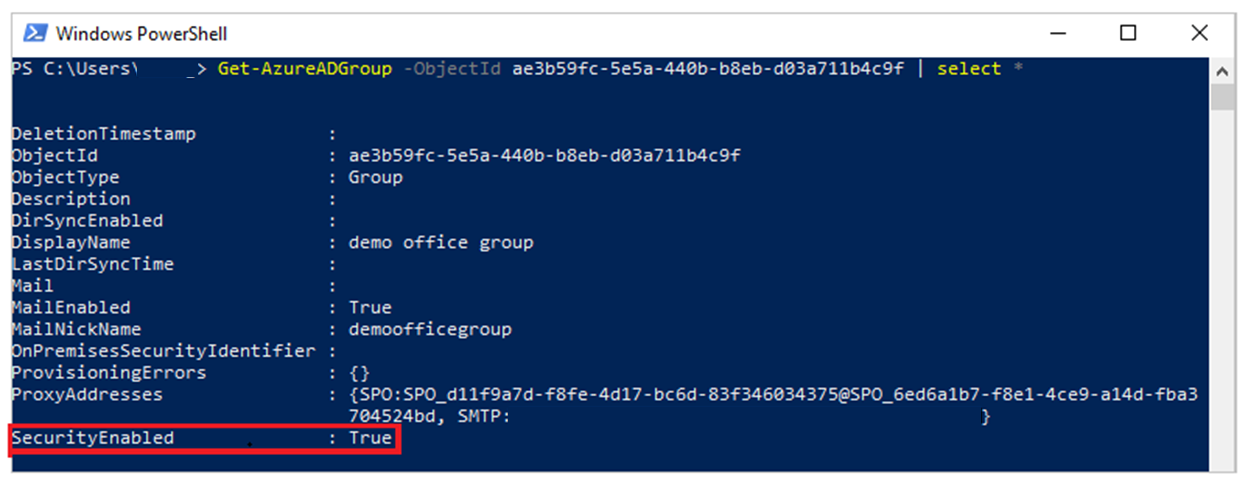 Windows PowerShell
PS C:\Users\ _> Get-AzureADGroup -ObjectId ae3b59fc-5e5a-440b-b8eb-d03a711b4c9f | select *
DeletionTimestamp :
ObjectId : ae3b59fc-5e5a-440b-b8eb-d03a711b4c9f
ObjectType : Group
Description :
DirSyncEnabled :
DisplayName : demo office group
LastDirSyncTime :
Mail :
MailEnabled : True
MailNickName : demoofficegroup
OnPremisesSecurityIdentifier :
ProvisioningErrors : {}
ProxyAddresses : {SPO:SPO_d11f9a7d-f8fe-4d17-bc6d-83f346034375@SPO_6ed6a1b7-f8e1-4ce9-a14d-fba3
704524bd, SMTP: }
SecurityEnabled : True